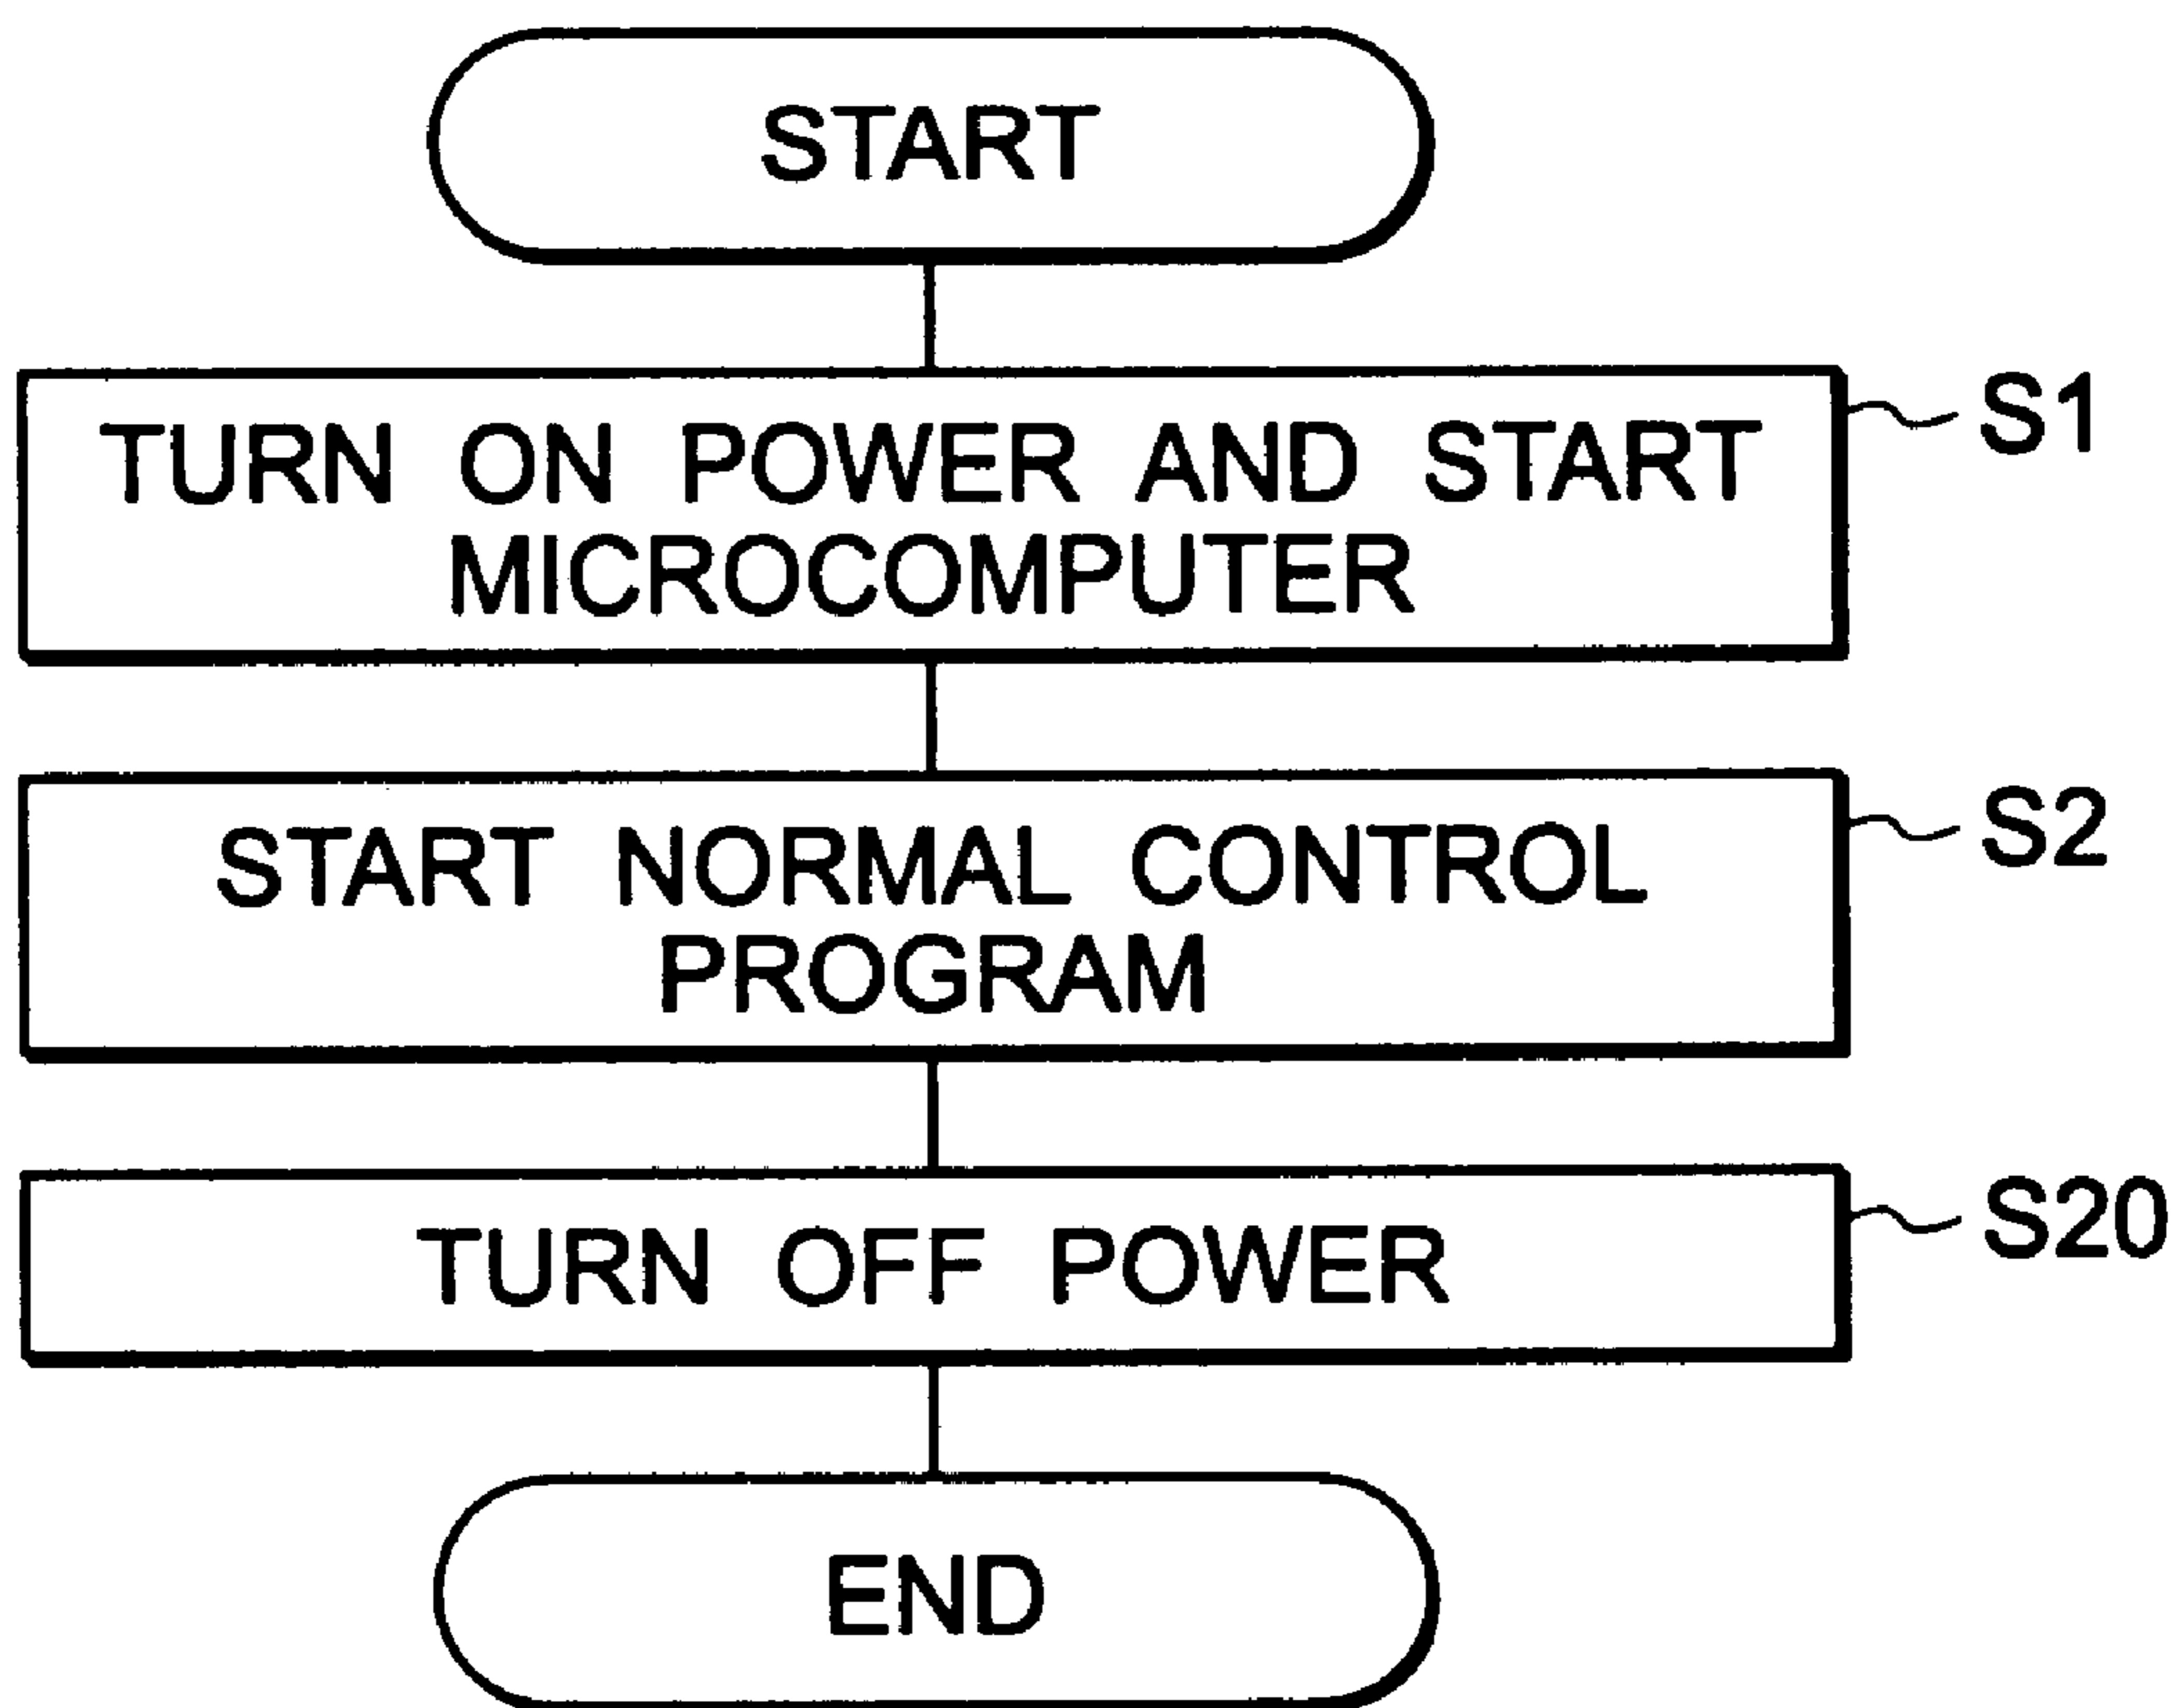 START
TURN ON POWER AND START
MICROCOMPUTER
S1
START NORMAL CONTROL
PROGRAM
S2
TURN OFF POWER
S20
END